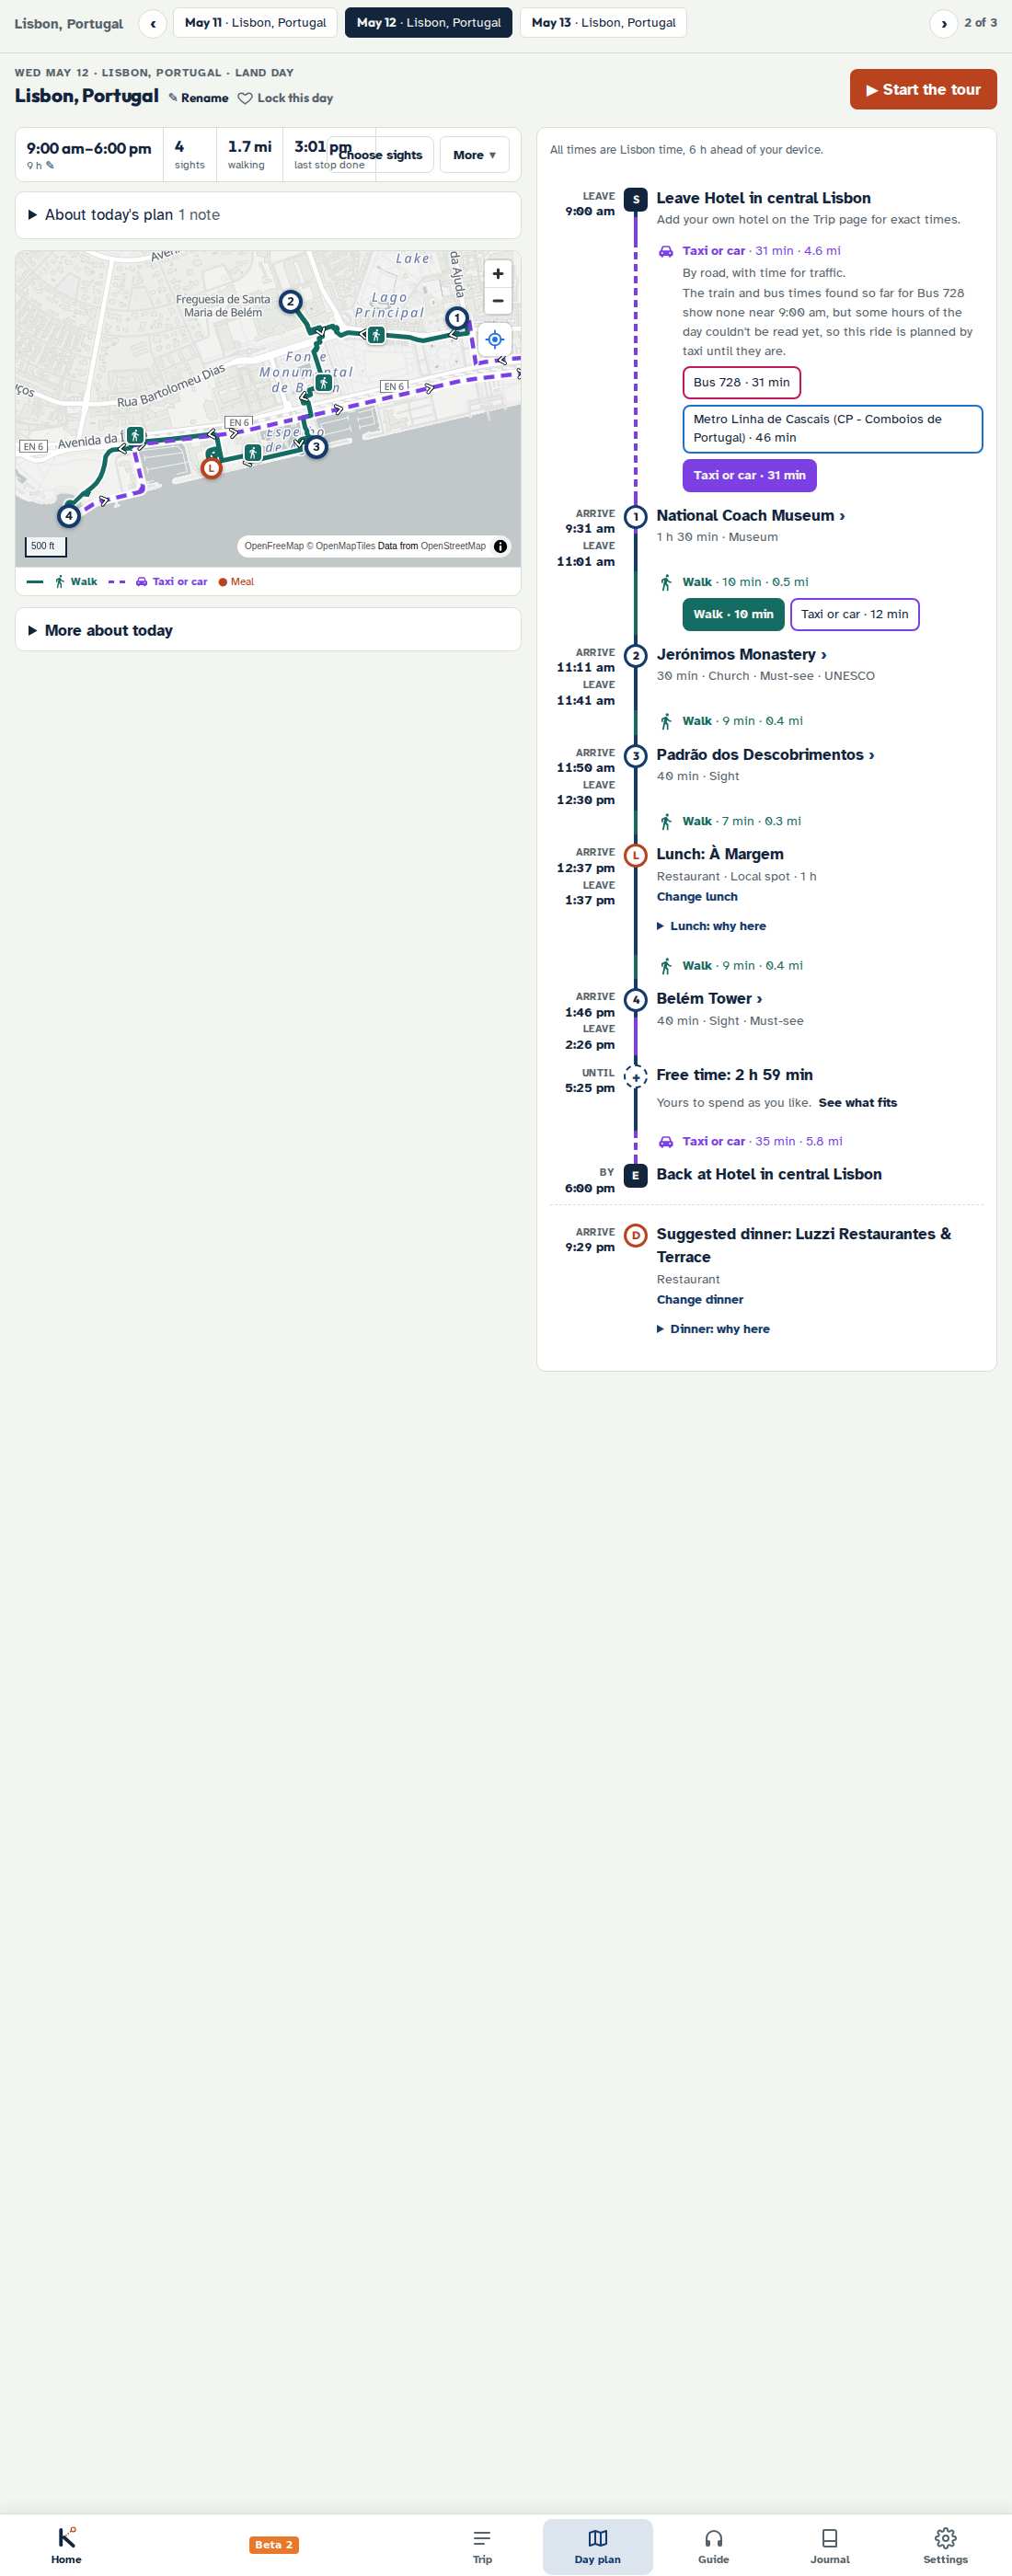 Lisbon, Portugal
‹
May 11 · Lisbon, Portugal
May 12 · Lisbon, Portugal
May 13 · Lisbon, Portugal
›
2 of 3
WED MAY 12 · LISBON, PORTUGAL · LAND DAY
Lisbon, Portugal
✎ Rename
Lock this day
▶ Start the tour
9:00 am–6:00 pm
9 h ✎
4
sights
1.7 mi
walking
3:01 pm
last stop done
Choose sights
More ▼
▶ About today's plan 1 note
Lake
da Ajuda
Freguesia de Santa
Maria de Belém
2
Lago
Principal
1
+
−
EN 6
Rua Bartolomeu Dias
EN 6
EN 6
3
L
4
500 ft
OpenFreeMap © OpenMapTiles Data from OpenStreetMap
Walk
Taxi or car
Meal
▶ More about today
All times are Lisbon time, 6 h ahead of your device.
LEAVE
9:00 am
S
Leave Hotel in central Lisbon
Add your own hotel on the Trip page for exact times.
Taxi or car · 31 min · 4.6 mi
By road, with time for traffic.
The train and bus times found so far for Bus 728
show none near 9:00 am, but some hours of the
day couldn't be read yet, so this ride is planned by
taxi until they are.
Bus 728 · 31 min
Metro Linha de Cascais (CP - Comboios de
Portugal) · 46 min
Taxi or car · 31 min
ARRIVE
9:31 am
LEAVE
11:01 am
1
National Coach Museum ›
1 h 30 min · Museum
Walk · 10 min · 0.5 mi
Walk · 10 min
Taxi or car · 12 min
ARRIVE
11:11 am
LEAVE
11:41 am
2
Jerónimos Monastery ›
30 min · Church · Must-see · UNESCO
Walk · 9 min · 0.4 mi
ARRIVE
11:50 am
LEAVE
12:30 pm
3
Padrão dos Descobrimentos ›
40 min · Sight
Walk · 7 min · 0.3 mi
ARRIVE
12:37 pm
LEAVE
1:37 pm
L
Lunch: À Margem
Restaurant · Local spot · 1 h
Change lunch
▶ Lunch: why here
Walk · 9 min · 0.4 mi
ARRIVE
1:46 pm
LEAVE
2:26 pm
4
Belém Tower ›
40 min · Sight · Must-see
UNTIL
5:25 pm
+
Free time: 2 h 59 min
Yours to spend as you like. See what fits
Taxi or car · 35 min · 5.8 mi
BY
6:00 pm
E
Back at Hotel in central Lisbon
ARRIVE
9:29 pm
D
Suggested dinner: Luzzi Restaurantes &
Terrace
Restaurant
Change dinner
▶ Dinner: why here
Home
Beta 2
Trip
Day plan
Guide
Journal
Settings